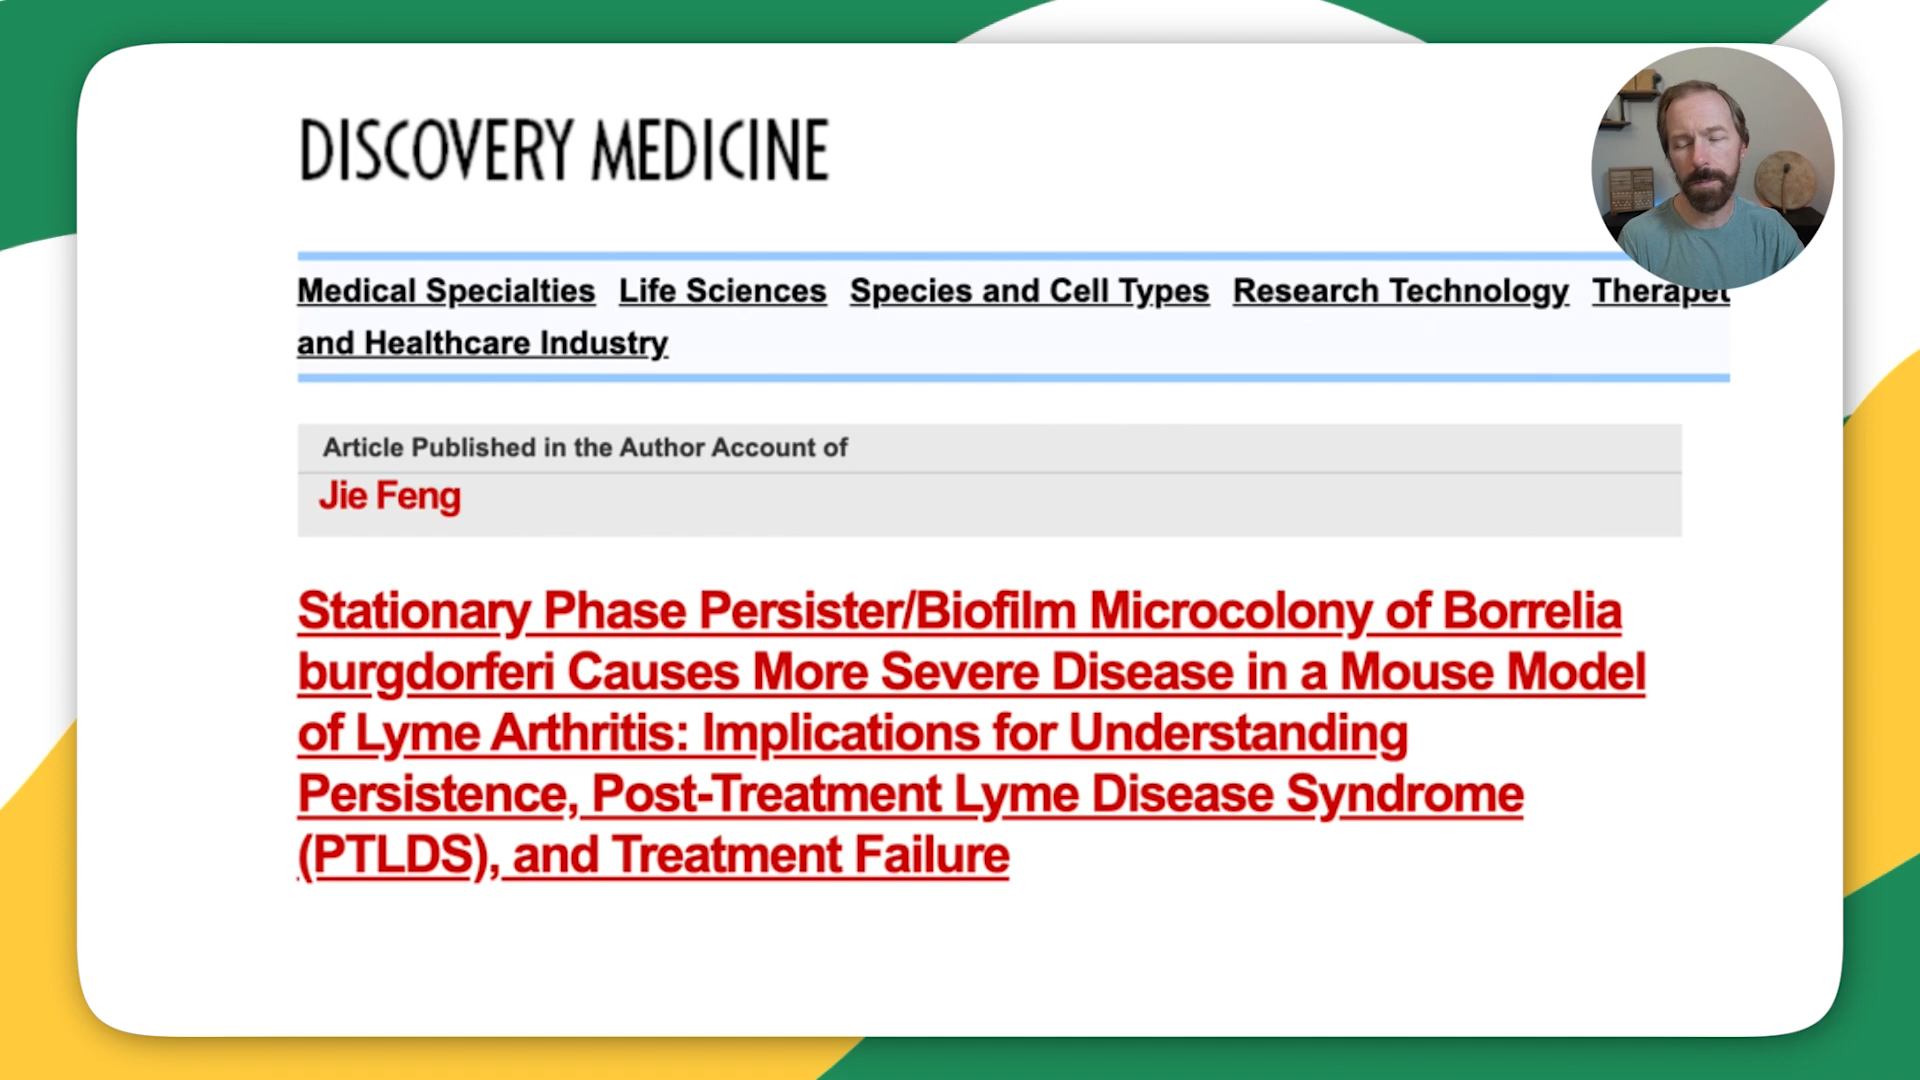 DISCOVERY MEDICINE
Medical Specialties Life Sciences Species and Cell Types Research Technology
and Healthcare Industry
Article Published in the Author Account of
Jie Feng
Stationary Phase Persister/Biofilm Microcolony of Borrelia
burgdorferi Causes More Severe Disease in a Mouse Model
of Lyme Arthritis: Implications for Understanding
Persistence, Post-Treatment Lyme Disease Syndrome
(PTLDS), and Treatment Failure